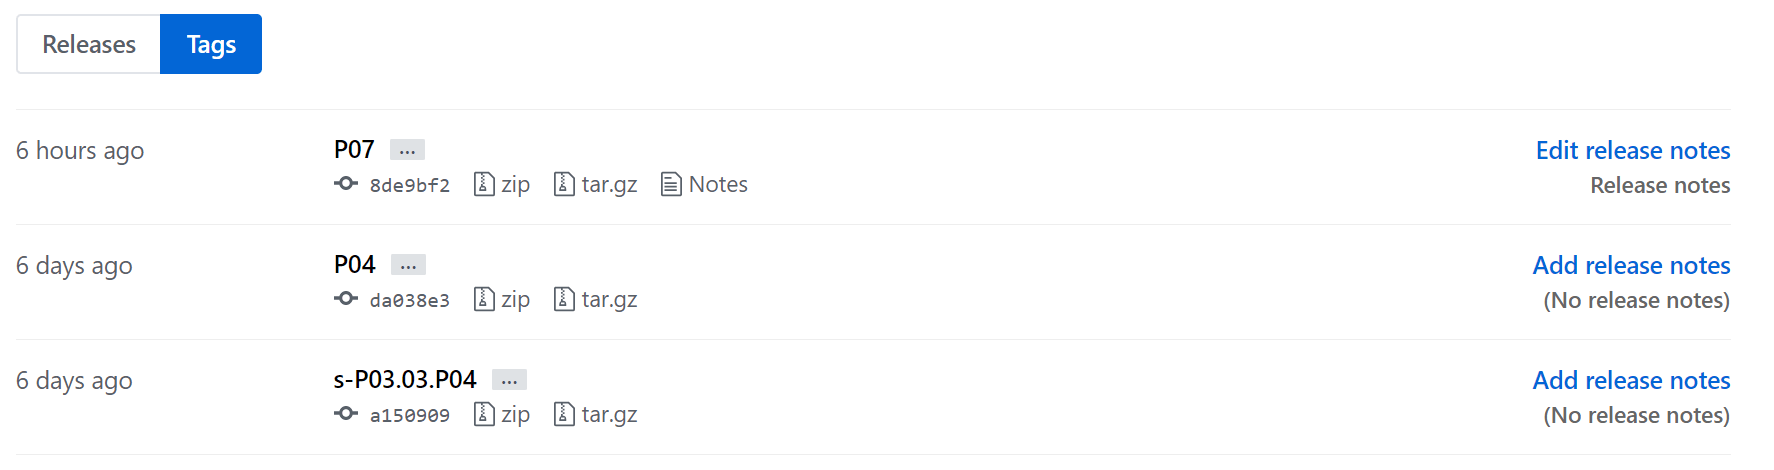 Releases Tags
6 hours ago P07 ... Edit release notes
8de9bf2 zip tar.gz Notes Release notes
6 days ago P04 ... Add release notes
da038e3 zip tar.gz (No release notes)
6 days ago s-P03.03.P04 ... Add release notes
a150909 zip tar.gz (No release notes)